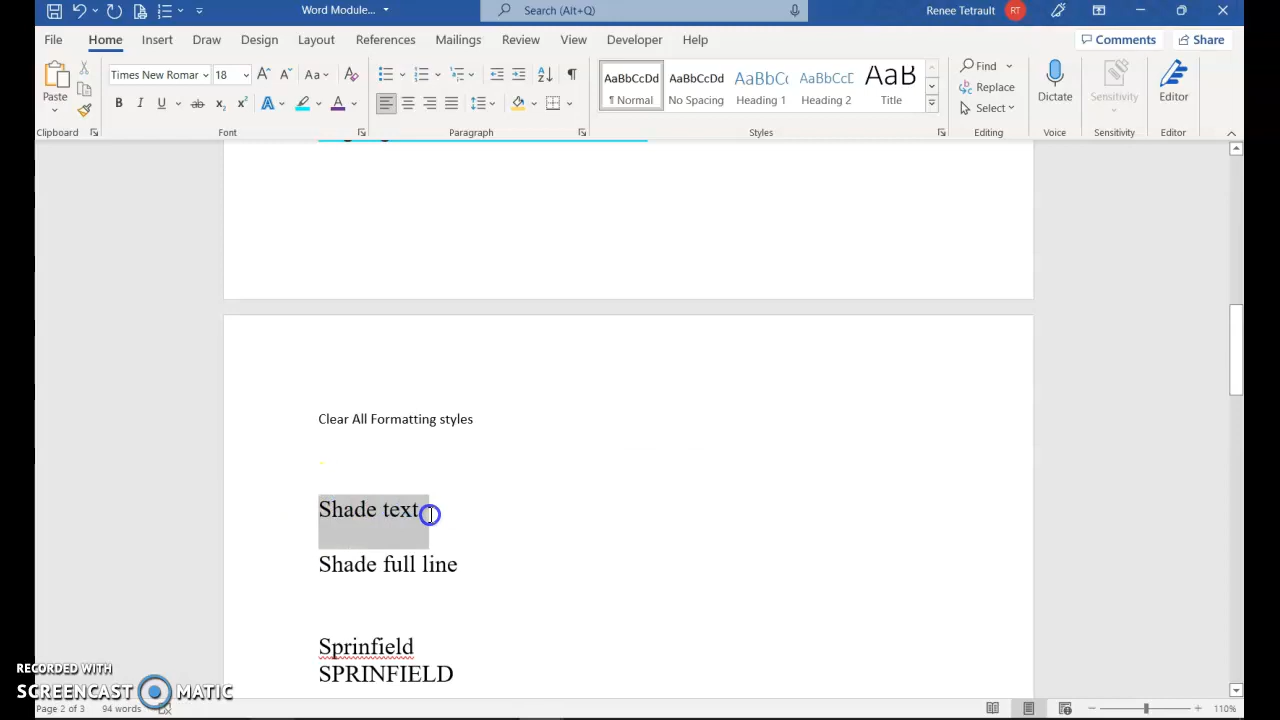 Word Module...
Search (Alt+Q)
Renee Tetrault
RT
File Home Insert Draw Design Layout References Mailings Review View Developer Help
Comments
Share
Paste
Times New Romar
18
Aa
AaBbCcDd
¶ Normal
AaBbCcDd
No Spacing
AaBbC(
Heading 1
AaBbCcE
Heading 2
AaB
Title
Find
Replace
Select
Dictate
Sensitivity
Editor
Clipboard
Font
Paragraph
Styles
Editing
Voice
Sensitivity
Editor
Clear All Formatting styles
Shade text
Shade full line
Sprinfield
SPRINFIELD
RECORDED WITH
SCREENCAST MATIC
Page 2 of 3
94 words
110%